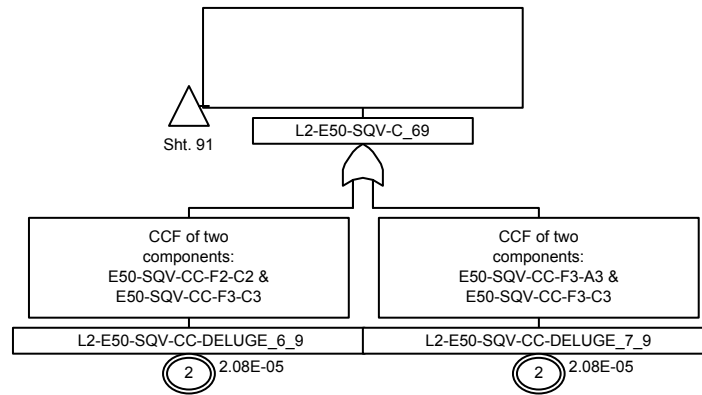 Sht. 91
L2-E50-SQV-C_69
CCF of two
components:
E50-SQV-CC-F2-C2 &
E50-SQV-CC-F3-C3
L2-E50-SQV-CC-DELUGE_6_9
2
2.08E-05
CCF of two
components:
E50-SQV-CC-F3-A3 &
E50-SQV-CC-F3-C3
L2-E50-SQV-CC-DELUGE_7_9
2
2.08E-05